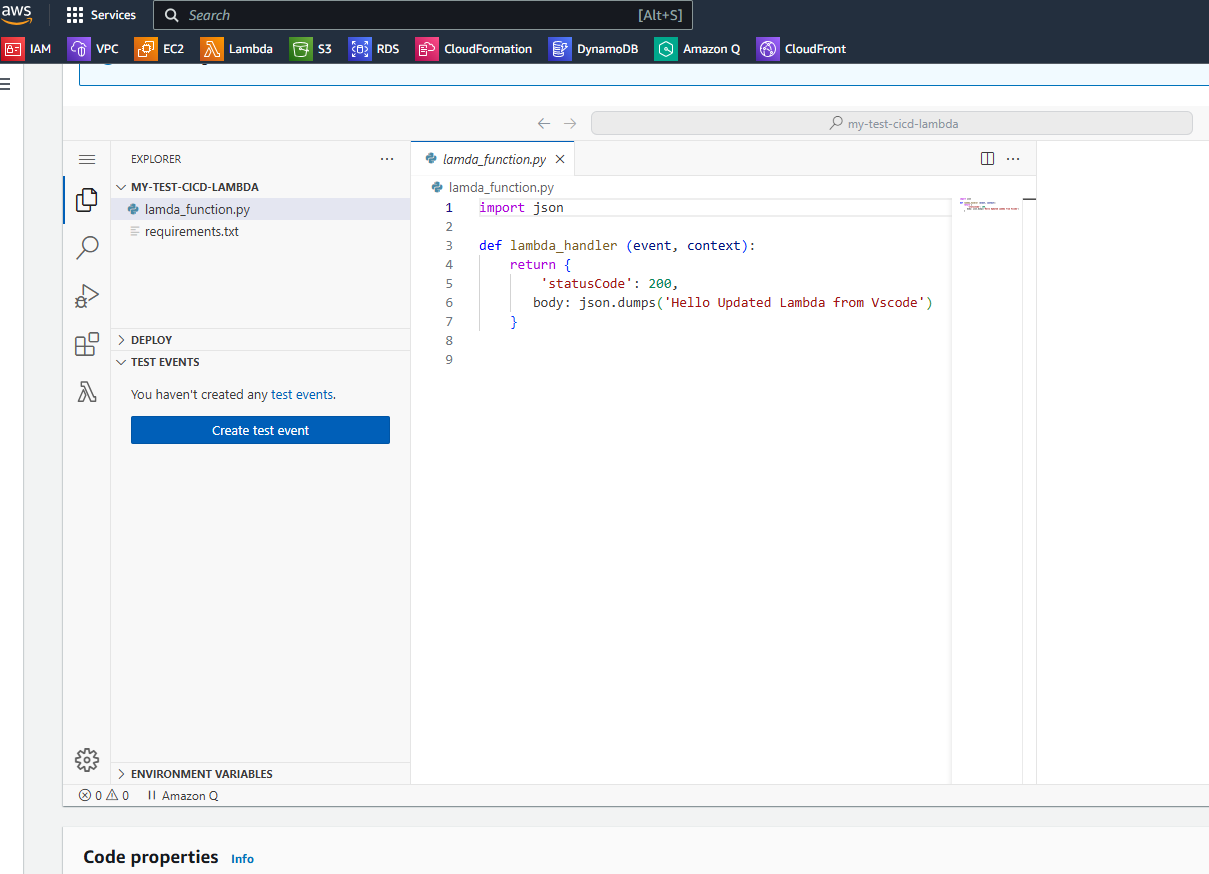 aws
Services
Search
[Alt+S]
IAM
VPC
EC2
Lambda
S3
RDS
CloudFormation
DynamoDB
Amazon Q
CloudFront
my-test-cicd-lambda
EXPLORER
MY-TEST-CICD-LAMBDA
lamda_function.py
requirements.txt
DEPLOY
TEST EVENTS
You haven't created any test events.
Create test event
ENVIRONMENT VARIABLES
lamda_function.py
lamda_function.py
1 import json
2
3 def lambda_handler (event, context):
4 return {
5 'statusCode': 200,
6 body: json.dumps('Hello Updated Lambda from Vscode')
7 }
8
9
0 0 Amazon Q
Code properties Info